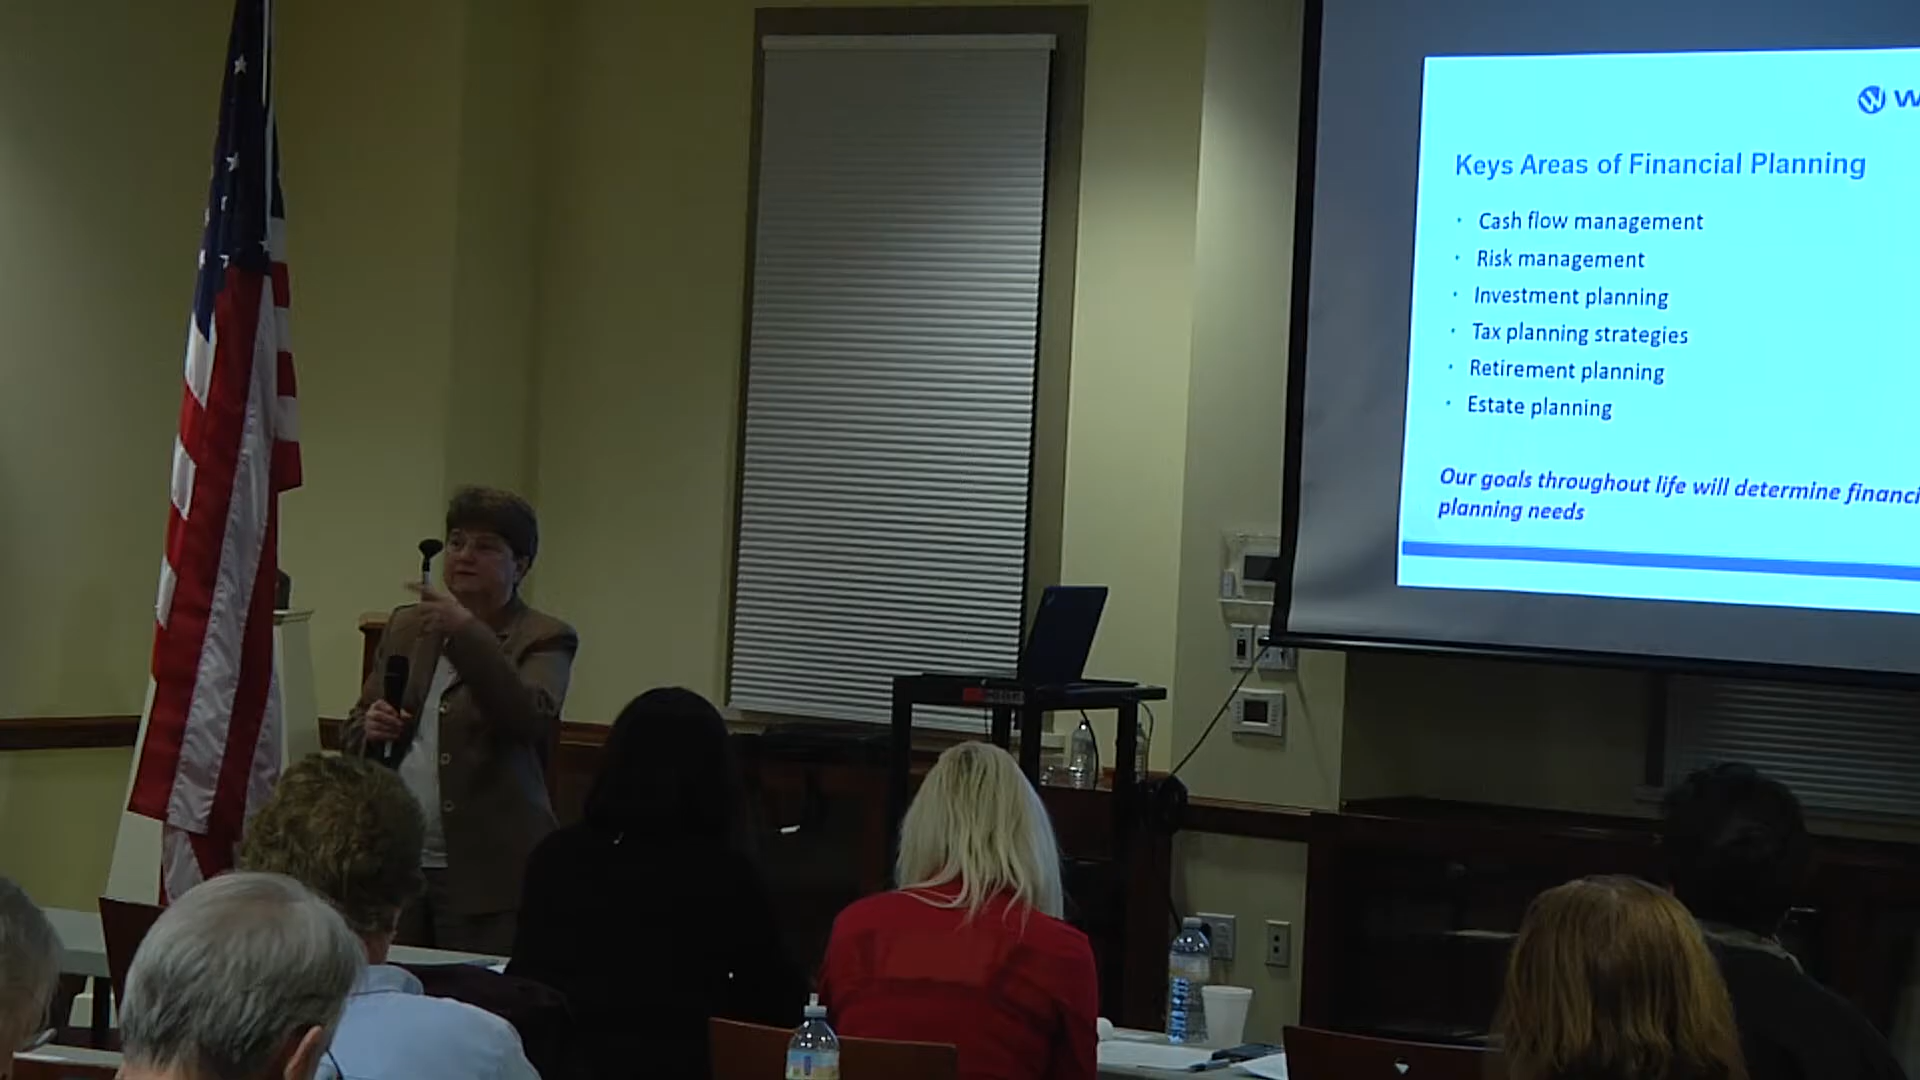 W
Keys Areas of Financial Planning
Cash flow management
Risk management
Investment planning
Tax planning strategies
Retirement planning
Estate planning
Our goals throughout life will determine
planning needs